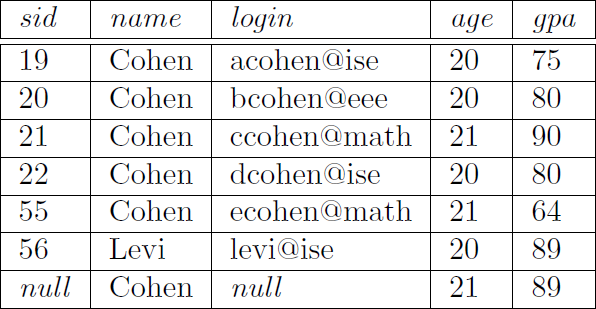 sid name login age gpa
19 Cohen acohen@ise 20 75
20 Cohen bcohen@eee 20 80
21 Cohen ccohen@math 21 90
22 Cohen dcohen@ise 20 80
55 Cohen ecohen@math 21 64
56 Levi levi@ise 20 89
null Cohen null 21 89